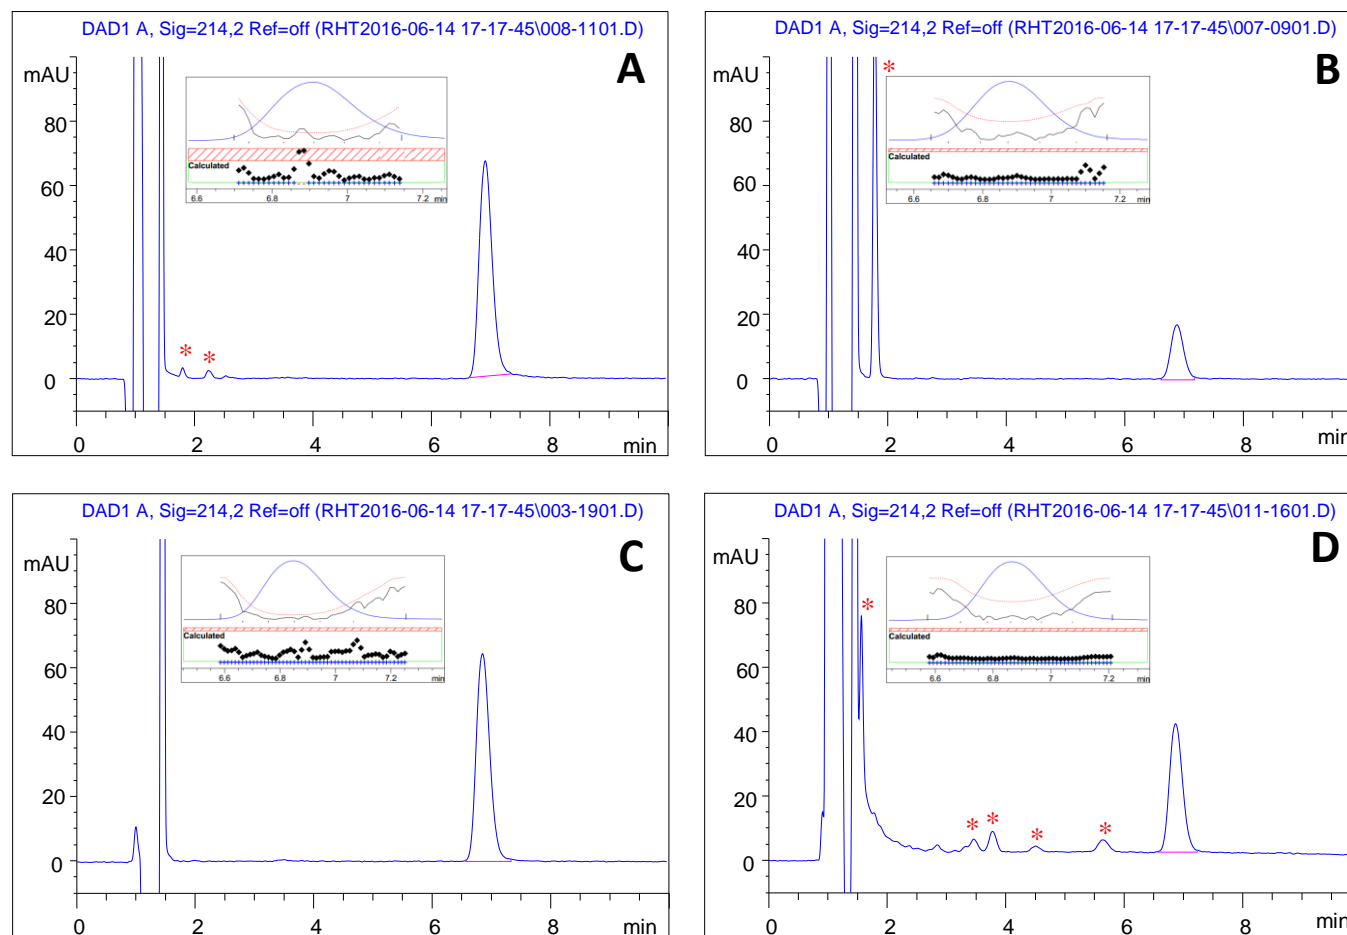 DAD1 A, Sig=214,2 Ref=off (RHT2016-06-14 17-17-45\008-1101.D)
mAU
A
*
*
80
60
40
20
0
0 2 4 6 8 min
Calculated
6.6 6.8 7 7.2 min
DAD1 A, Sig=214,2 Ref=off (RHT2016-06-14 17-17-45\007-0901.D)
mAU
B
*
80
60
40
20
0
0 2 4 6 8 min
Calculated
6.6 6.8 7 7.2 min
DAD1 A, Sig=214,2 Ref=off (RHT2016-06-14 17-17-45\003-1901.D)
mAU
C
80
60
40
20
0
0 2 4 6 8 min
Calculated
6.6 6.8 7 7.2 min
DAD1 A, Sig=214,2 Ref=off (RHT2016-06-14 17-17-45\011-1601.D)
mAU
D
*
* * * *
80
60
40
20
0
0 2 4 6 8 min
Calculated
6.6 6.8 7 7.2 min